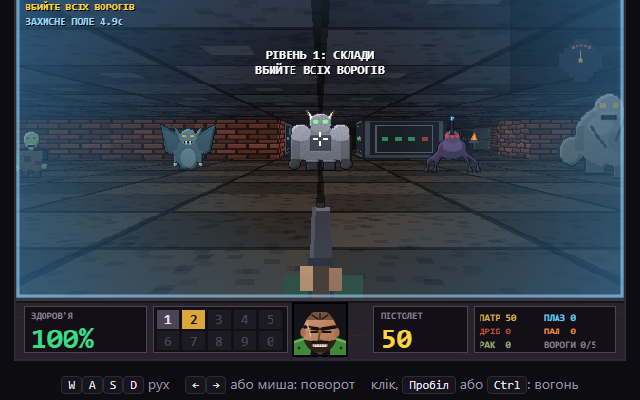 ВБИЙТЕ ВСІХ ВОРОГІВ
ЗАХИСНЕ ПОЛЕ 4.9с
РІВЕНЬ 1: СКЛАДИ
ВБИЙТЕ ВСІХ ВОРОГІВ
ЗДОРОВ'Я
100%
1 2 3 4 5
6 7 8 9 0
ПІСТОЛЕТ
50
ПАТР 50 ПЛАЗ 0
ДРІБ 0 ПАЛ 0
РАК 0 ВОРОГИ 0/5
W A S D рух ← → або миша: поворот клік, Пробіл або Ctrl: вогонь